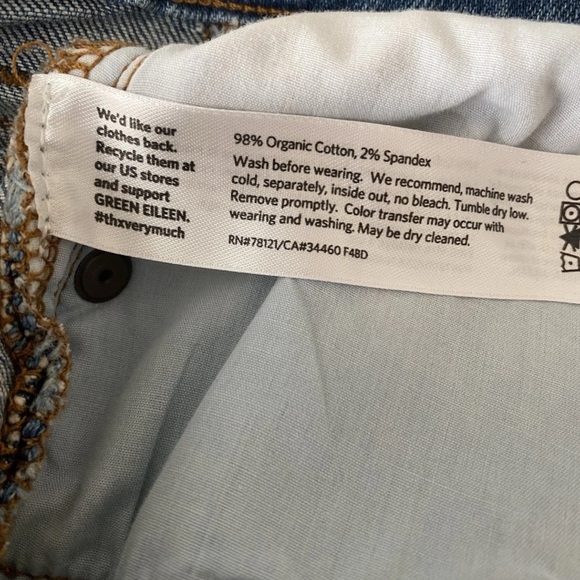 We'd like our
clothes back.
Recycle them at
our US stores
and support
GREEN EILEEN.
#thxverymuch
98% Organic Cotton, 2% Spandex
Wash before wearing. We recommend, machine wash
cold, separately, inside out, no bleach. Tumble dry low.
Remove promptly. Color transfer may occur with
wearing and washing. May be dry cleaned.
RN#78121/CA#34460 F48D